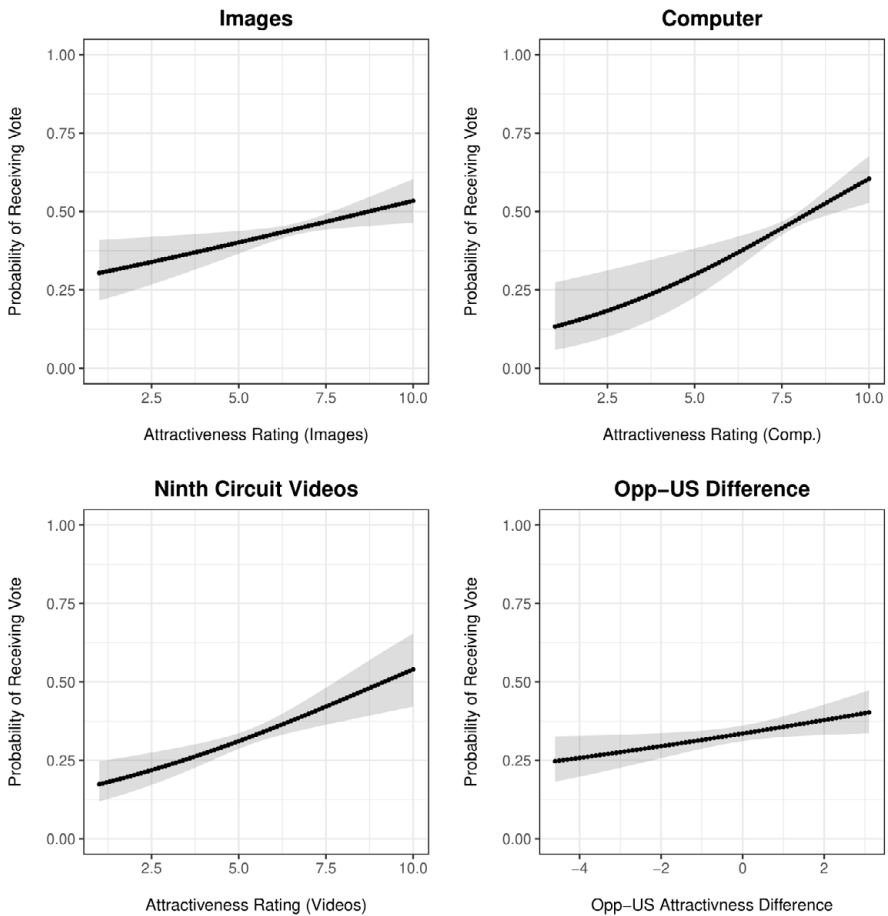 Images
Probability of Receiving Vote
1.00
0.75
0.50
0.25
0.00
2.5 5.0 7.5 10.0
Attractiveness Rating (Images)
Computer
Probability of Receiving Vote
1.00
0.75
0.50
0.25
0.00
2.5 5.0 7.5 10.0
Attractiveness Rating (Comp.)
Ninth Circuit Videos
Probability of Receiving Vote
1.00
0.75
0.50
0.25
0.00
2.5 5.0 7.5 10.0
Attractiveness Rating (Videos)
Opp−US Difference
Probability of Receiving Vote
1.00
0.75
0.50
0.25
0.00
−4 −2 0 2
Opp−US Attractivness Difference